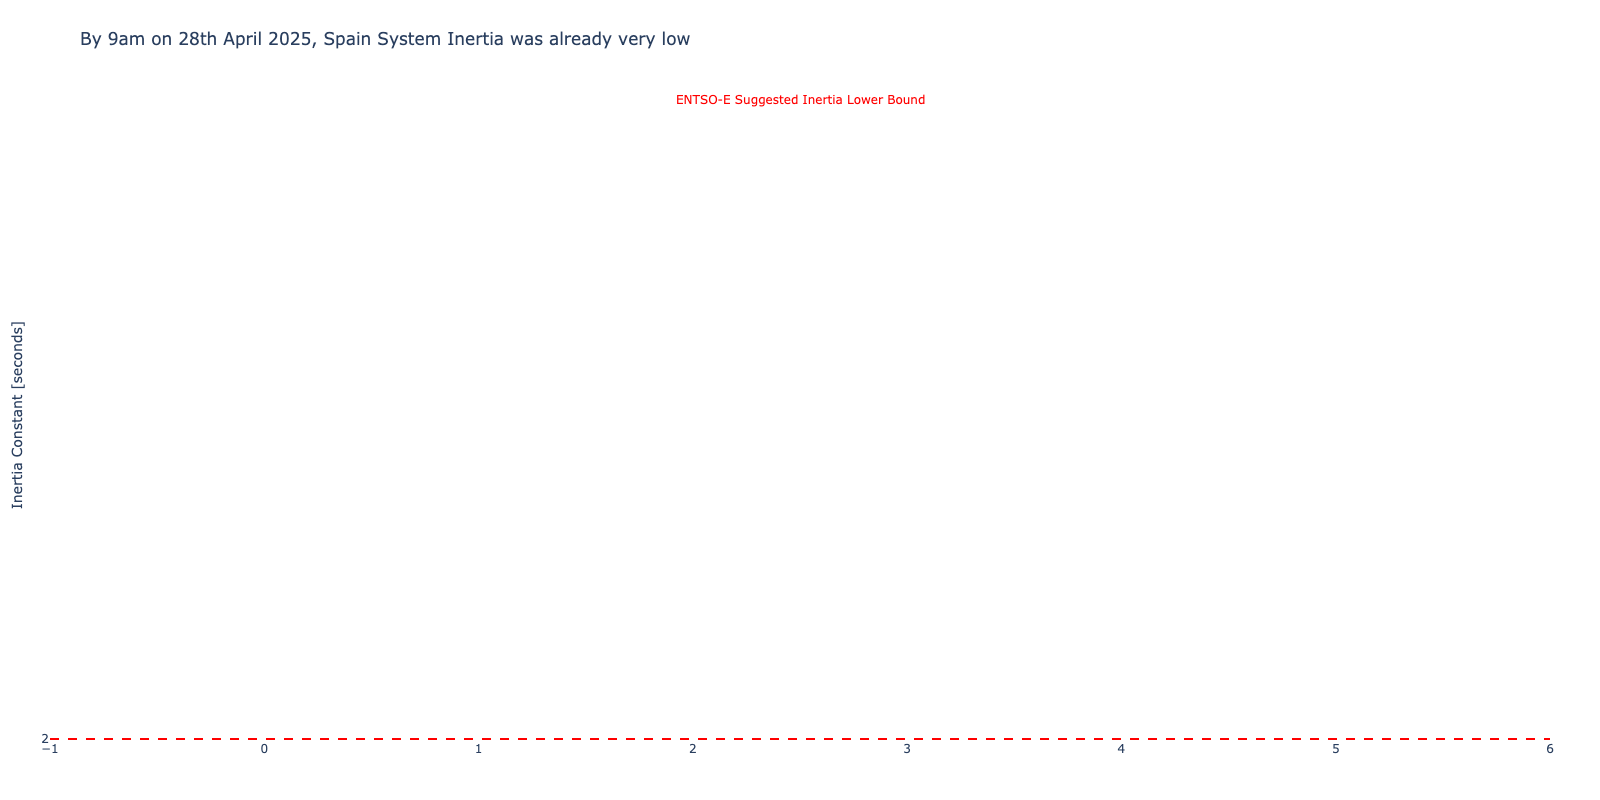 By 9am on 28th April 2025, Spain System Inertia was already very low
ENTSO-E Suggested Inertia Lower Bound
Inertia Constant [seconds]
2
−1 0 1 2 3 4 5 6